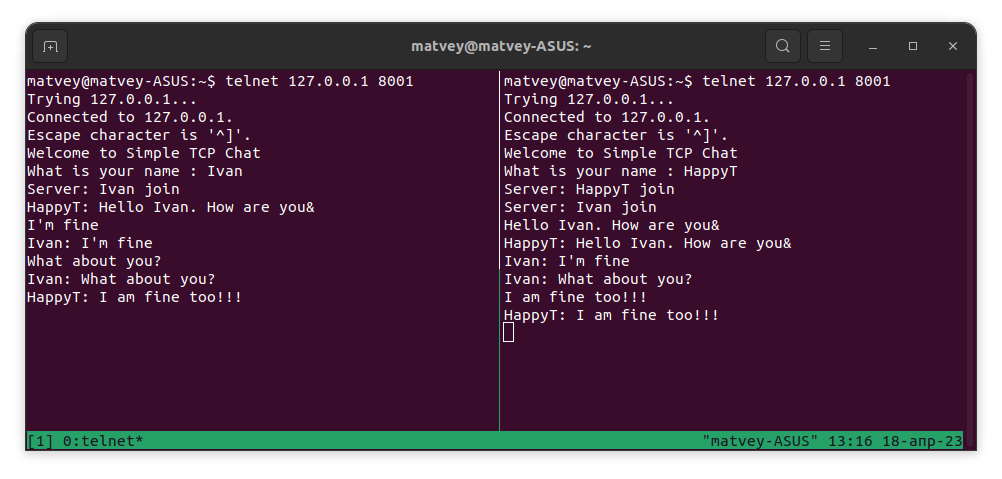 matvey@matvey-ASUS: ~
matvey@matvey-ASUS:~$ telnet 127.0.0.1 8001
Trying 127.0.0.1...
Connected to 127.0.0.1.
Escape character is '^]'.
Welcome to Simple TCP Chat
What is your name : Ivan
Server: Ivan join
HappyT: Hello Ivan. How are you&
I'm fine
Ivan: I'm fine
What about you?
Ivan: What about you?
HappyT: I am fine too!!!
matvey@matvey-ASUS:~$ telnet 127.0.0.1 8001
Trying 127.0.0.1...
Connected to 127.0.0.1.
Escape character is '^]'.
Welcome to Simple TCP Chat
What is your name : HappyT
Server: HappyT join
Server: Ivan join
Hello Ivan. How are you&
HappyT: Hello Ivan. How are you&
Ivan: I'm fine
Ivan: What about you?
I am fine too!!!
HappyT: I am fine too!!!
[1] 0:telnet* "matvey-ASUS" 13:16 18-апр-23